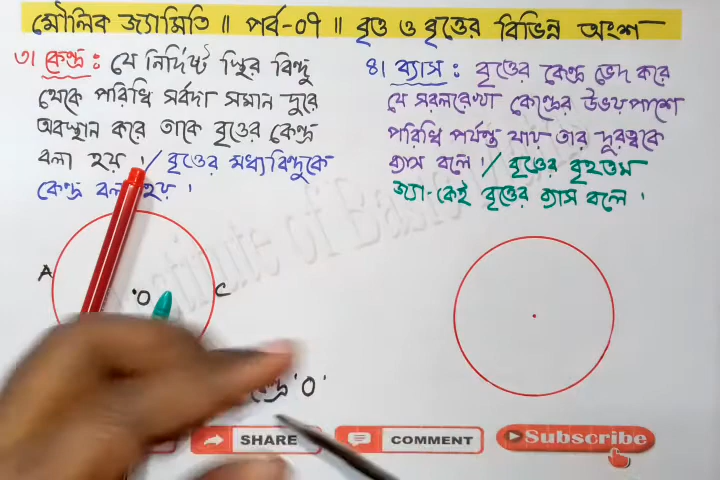 মৌলিক জ্যামিতি || পর্ব-০৭ || বৃত্ত ও বৃত্তের বিভিন্ন অংশ
৩। কেন্দ্র : যে নির্দিষ্ট স্থির বিন্দু
থেকে পরিধি সর্বদা সমান দুরে
অবস্থান করে তাকে বৃত্তের কেন্দ্র
বলা হয় । / বৃত্তের মধ্যবিন্দুকে
কেন্দ্র বলা হয় ।
৪। ব্যাস : বৃত্তের কেন্দ্র ভেদ করে
যে সরলরেখা কেন্দ্রের উভয়পাশে
পরিধি পর্যন্ত যায় তার দূরত্বকে
ব্যাস বলে । / বৃত্তের বৃহত্তম
জ্যা-কেই বৃত্তের ব্যাস বলে ।
A
O
C
কেন্দ্র 'O'
SHARE
COMMENT
Subscribe